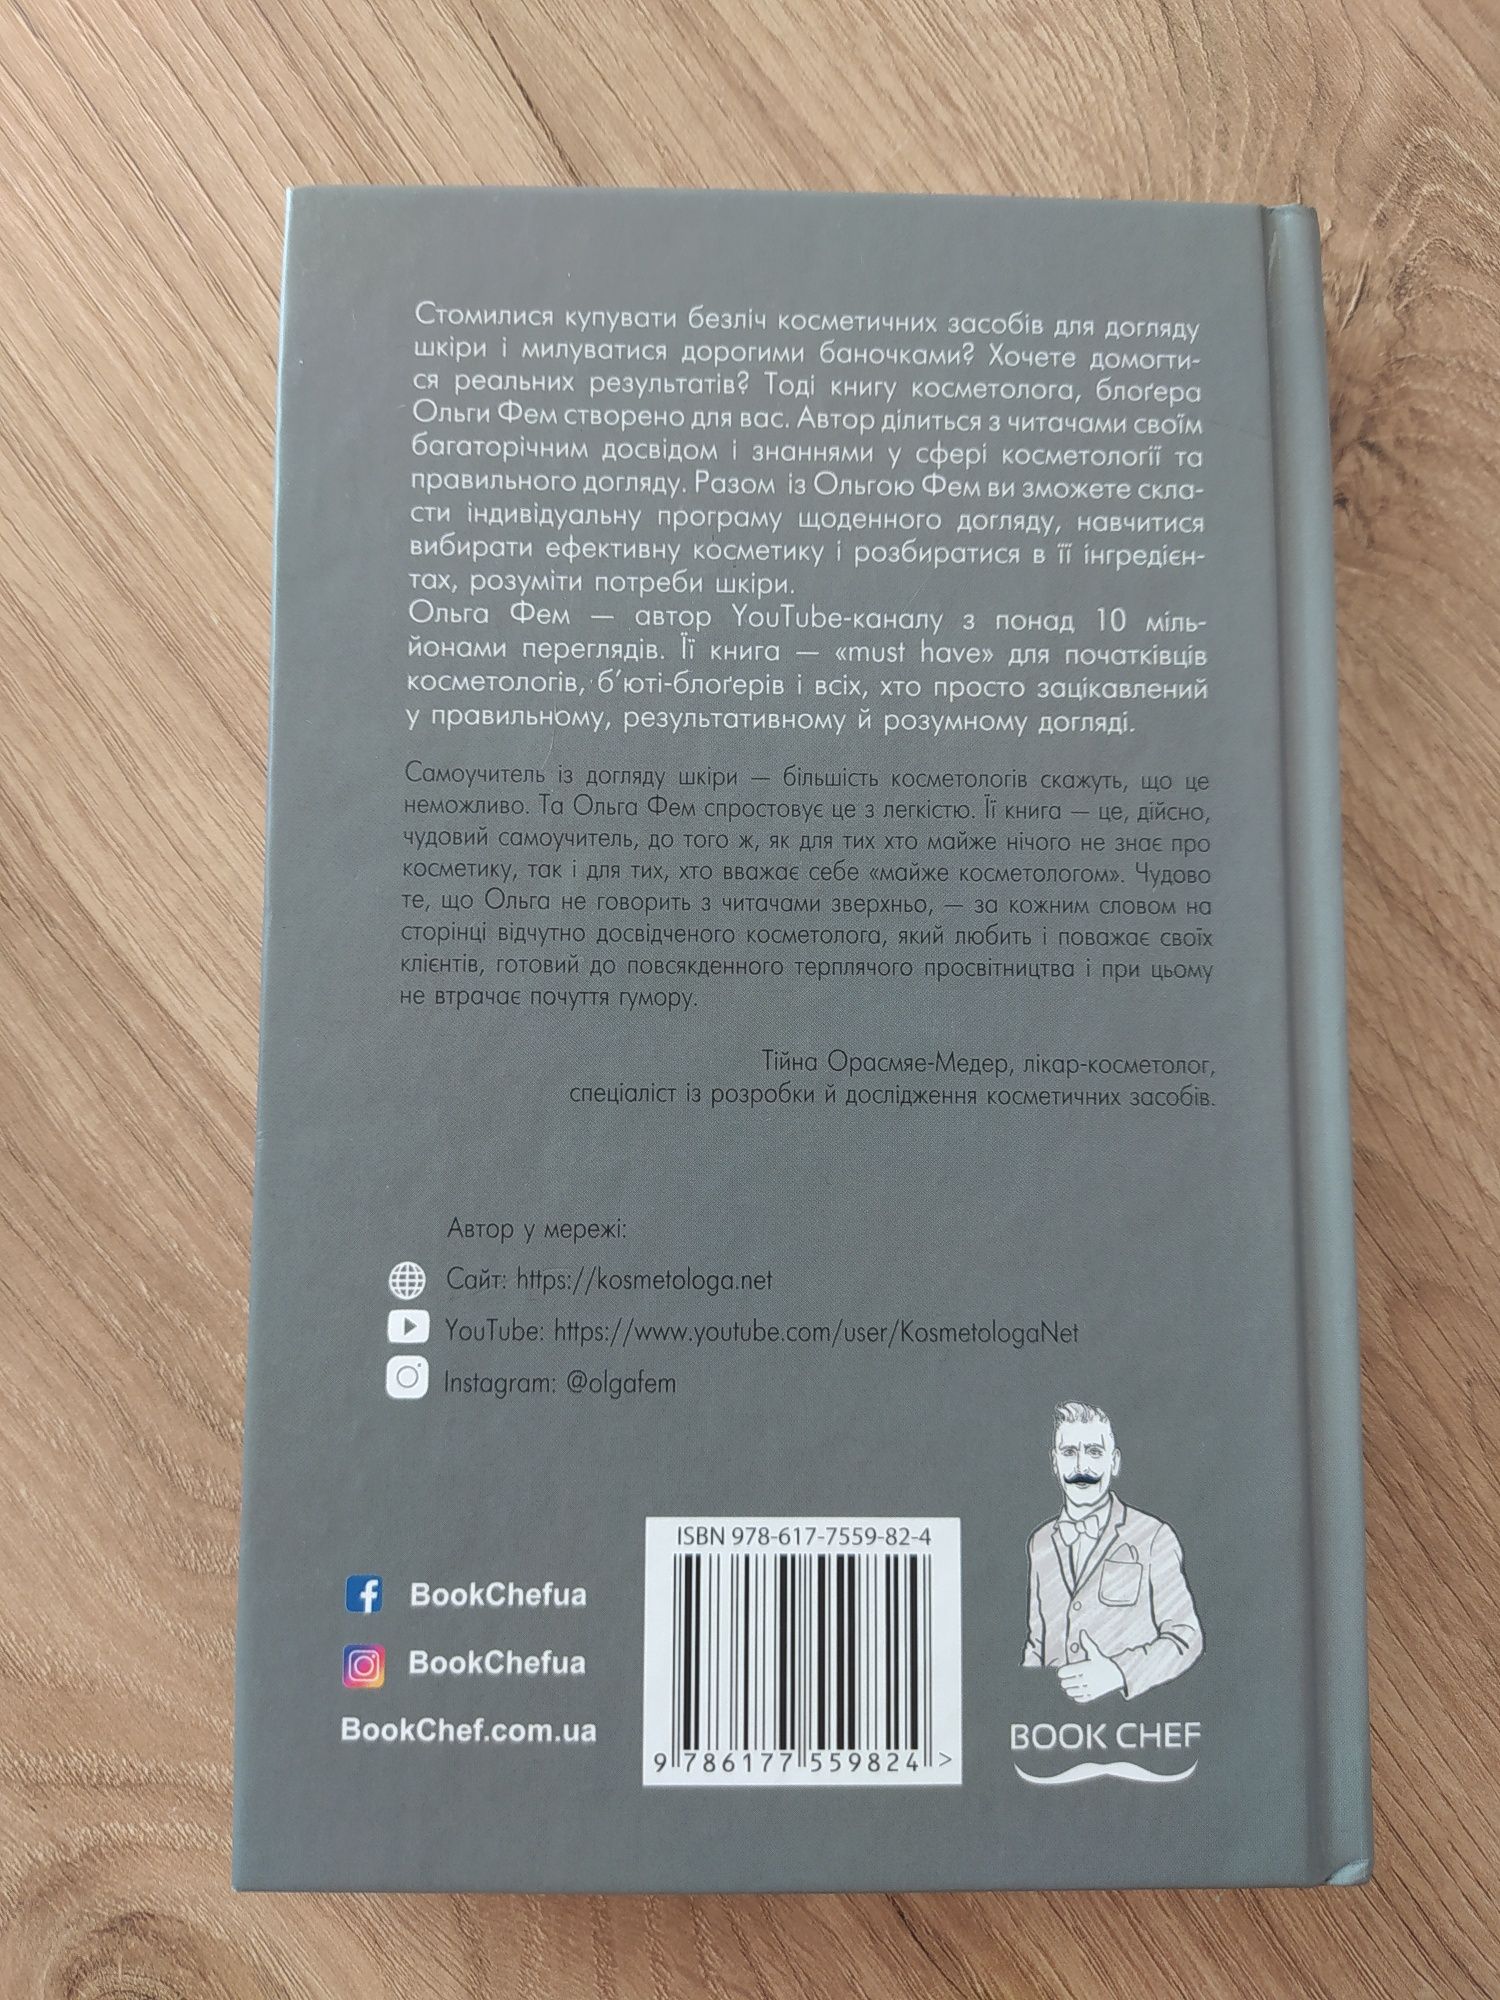 Стомилися купувати безліч косметичних засобів для догляду
шкіри і милуватися дорогими баночками? Хочете домогти-
ся реальних результатів? Тоді книгу косметолога, блоґера
Ольги Фем створено для вас. Автор ділиться з читачами своїм
багаторічним досвідом і знаннями у сфері косметології та
правильного догляду. Разом із Ольгою Фем ви зможете скла-
сти індивідуальну програму щоденного догляду, навчитися
вибирати ефективну косметику і розбиратися в її інгредієн-
тах, розуміти потреби шкіри.
Ольга Фем — автор YouTube-каналу з понад 10 міль-
йонами переглядів. Її книга — «must have» для початківців
косметологів, б’юті-блоґерів і всіх, хто просто зацікавлений
у правильному, результативному й розумному догляді.
Самоучитель із догляду шкіри — більшість косметологів скажуть, що це
неможливо. Та Ольга Фем спростовує це з легкістю. Її книга — це, дійсно,
чудовий самоучитель, до того ж, як для тих хто майже нічого не знає про
косметику, так і для тих, хто вважає себе «майже косметологом». Чудово
те, що Ольга не говорить з читачами зверхньо, — за кожним словом на
сторінці відчутно досвідченого косметолога, який любить і поважає своїх
клієнтів, готовий до повсякденного терплячого просвітництва і при цьому
не втрачає почуття гумору.
Тійна Орасмяе-Медер, лікар-косметолог,
спеціаліст із розробки й дослідження косметичних засобів.
Автор у мережі:
Сайт: https://kosmetologa.net
YouTube: https://www.youtube.com/user/KosmetologaNet
Instagram: @olgafem
ISBN 978-617-7559-82-4
BookChefua
BookChefua
BookChef.com.ua
9 786177 559824 >
BOOK CHEF